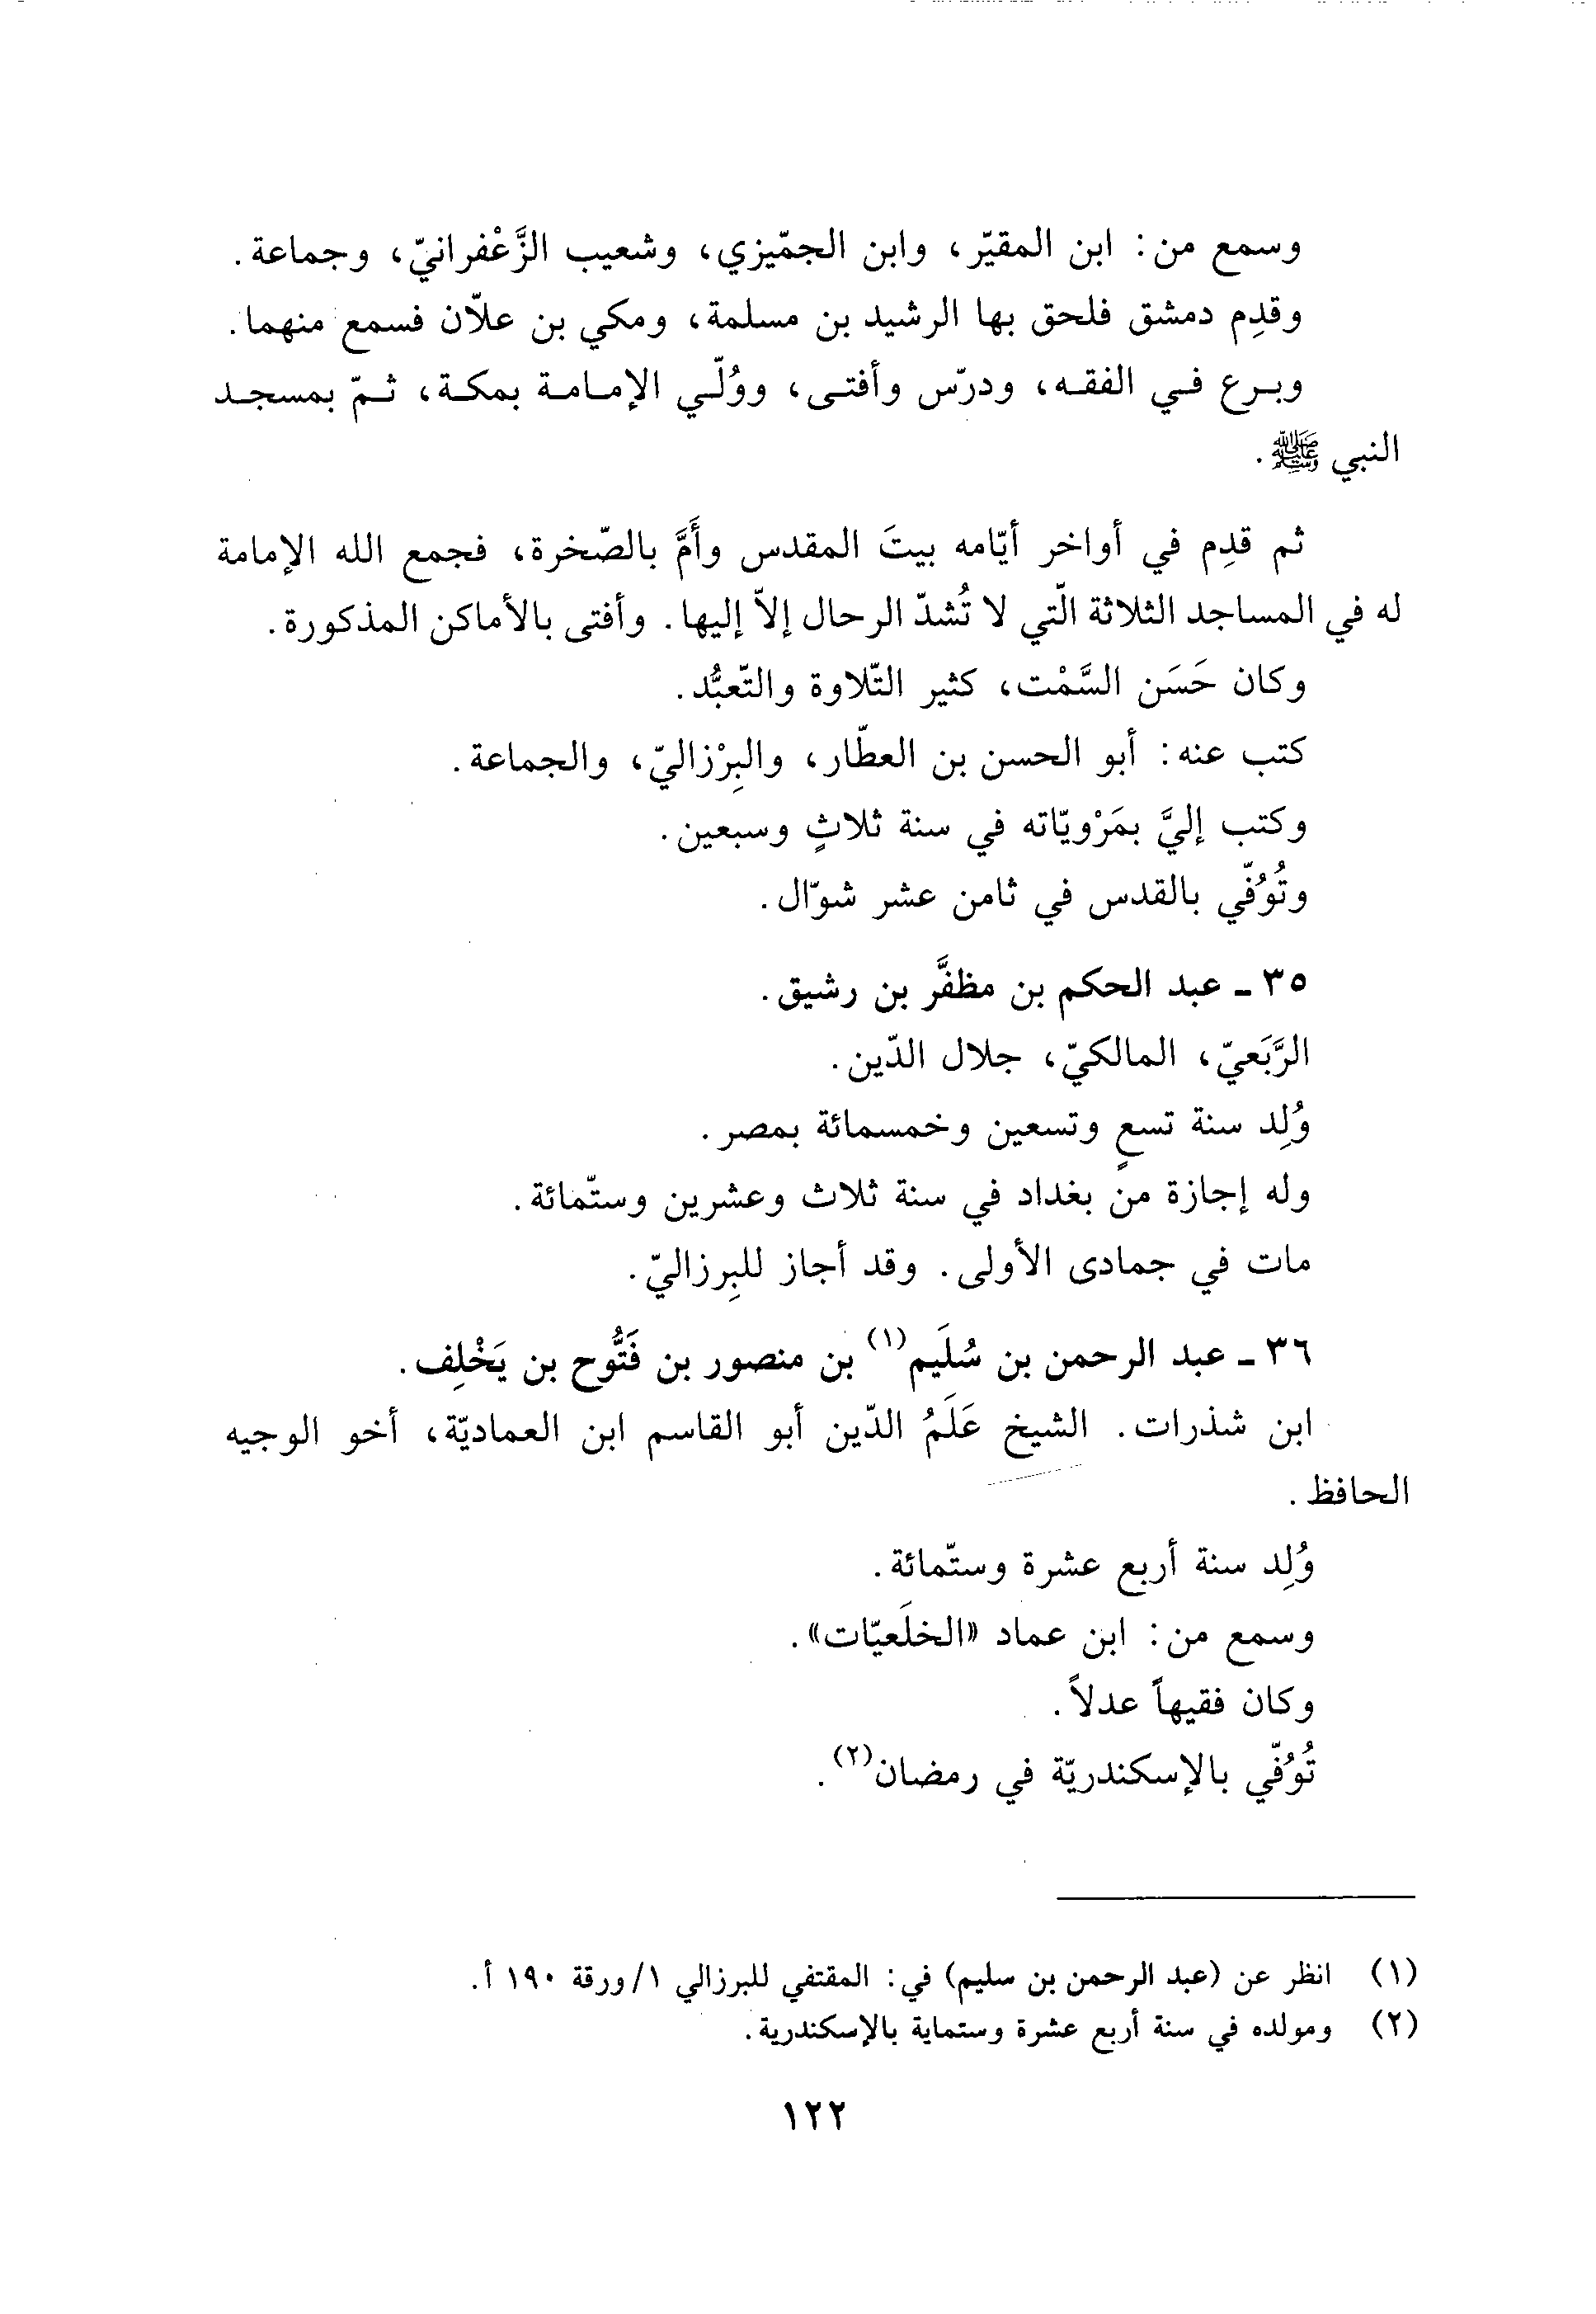 وسمع من: ابن المقيّر، وابن الجمّيزي، وشعيب الزَّعْفرانيّ، وجماعة.
وقدِم دمشق فلحق بها الرشيد بن مسلمة، ومكي بن علاّن فسمع منهما.
وبرع في الفقه، ودرّس وأفتى، ووُلّي الإمامة بمكة، ثمّ بمسجد
النبي ﷺ.
ثم قدِم في أواخر أيّامه بيتَ المقدس وأَمَّ بالصّخرة، فجمع الله الإمامة
له في المساجد الثلاثة الّتي لا تُشدّ الرحال إلاّ إليها. وأفتى بالأماكن المذكورة.
وكان حَسَن السَّمْت، كثير التّلاوة والتّعبُّد.
كتب عنه: أبو الحسن بن العطّار، والبِرْزاليّ، والجماعة.
وكتب إليَّ بمَرْويّاته في سنة ثلاثٍ وسبعين.
وتُوُفّي بالقدس في ثامن عشر شوّال.
٣٥ ـ عبد الحكم بن مظفَّر بن رشيق.
الرَّبَعيّ، المالكيّ، جلال الدّين.
وُلِد سنة تسعٍ وتسعين وخمسمائة بمصر.
وله إجازة من بغداد في سنة ثلاث وعشرين وستّمائة.
مات في جمادى الأولى. وقد أجاز للبِرزاليّ.
٣٦ ـ عبد الرحمن بن سُلَيم(١) بن منصور بن فَتُّوح بن يَخْلِف.
ابن شذرات. الشيخ عَلَمُ الدّين أبو القاسم ابن العماديّة، أخو الوجيه
الحافظ.
وُلِد سنة أربع عشرة وستّمائة.
وسمع من: ابن عماد «الخلَعيّات».
وكان فقيهاً عدلاً.
تُوُفّي بالإسكندريّة في رمضان(٢).
(١) انظر عن (عبد الرحمن بن سليم) في: المقتفي للبرزالي ١/ورقة ١٩٠ أ.
(٢) ومولده في سنة أربع عشرة وستماية بالإسكندرية.
١٢٢